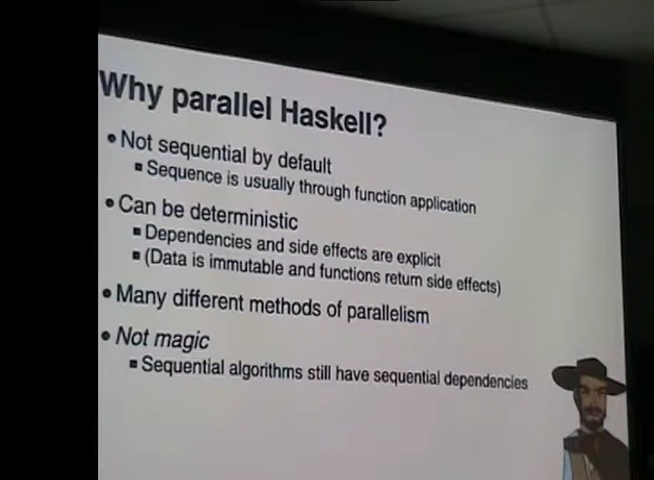 Why parallel Haskell?
• Not sequential by default
▪ Sequence is usually through function application
• Can be deterministic
▪ Dependencies and side effects are explicit
▪ (Data is immutable and functions return side effects)
• Many different methods of parallelism
• Not magic
▪ Sequential algorithms still have sequential dependencies